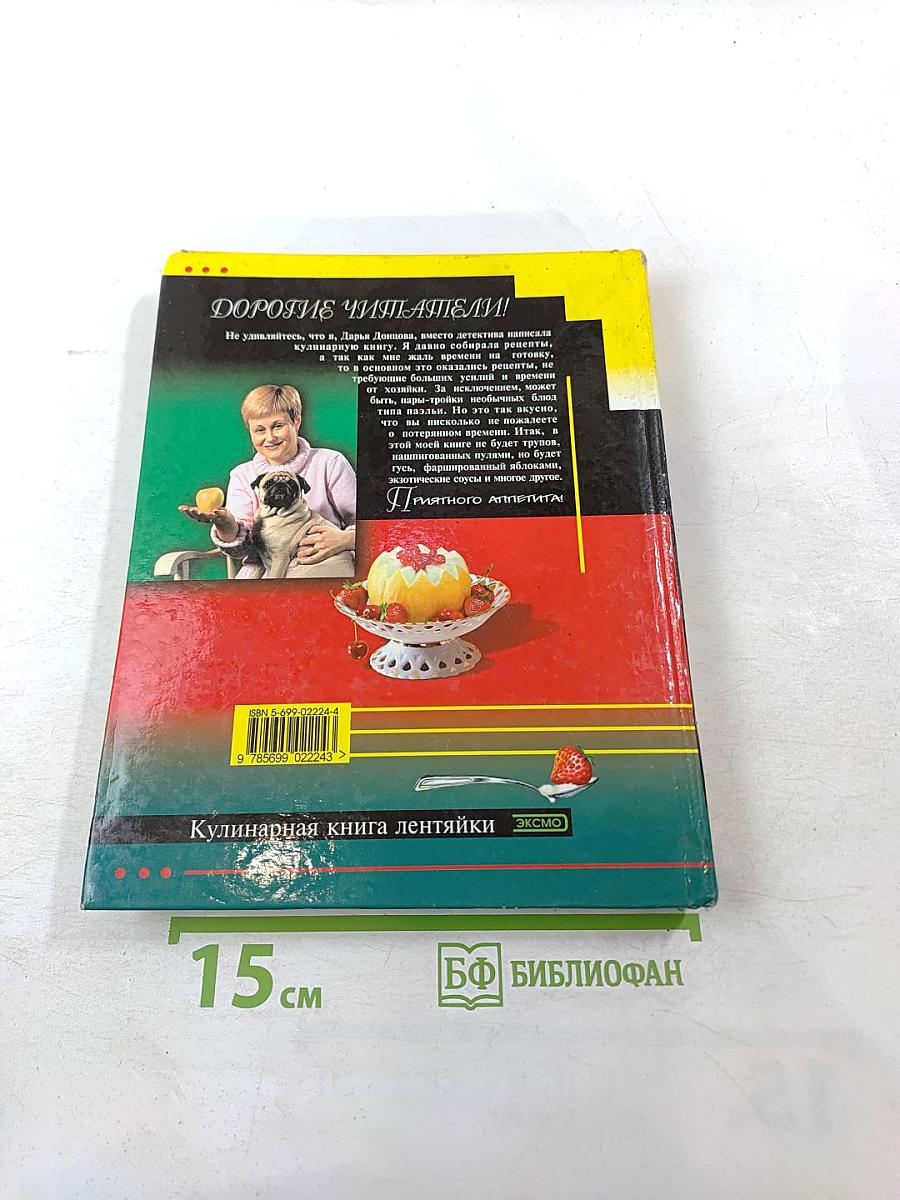 ДОРОГИЕ ЧИТАТЕЛИ!
Не удивляйтесь, что я, Дарья Донцова, вместо детектива написала
кулинарную книгу. Я давно собирала рецепты,
а так как мне жаль времени на готовку,
то в основном это оказались рецепты, не
требующие больших усилий и времени
от хозяйки. За исключением, может
быть, пары-тройки необычных блюд
типа паэльи. Но это так вкусно,
что вы нисколько не пожалеете
о потерянном времени. Итак, в
этой моей книге не будет трупов,
нашпигованных пулями, но будет
гусь, фаршированный яблоками,
экзотические соусы и многое другое.
Приятного аппетита!
ISBN 5-699-02224-4
9 785699 022243 >
Кулинарная книга лентяйки
ЭКСМО
15 см
БФ БИБЛИОФАН